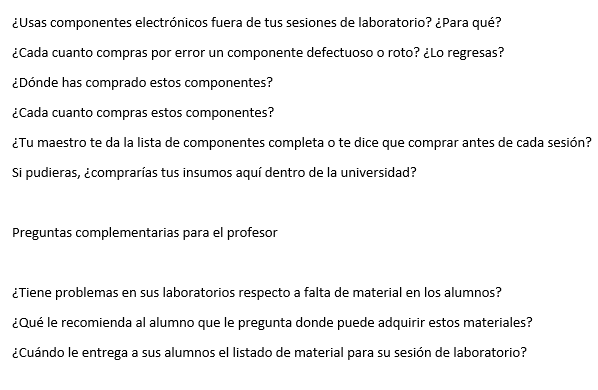 ¿Usas componentes electrónicos fuera de tus sesiones de laboratorio? ¿Para qué?
¿Cada cuanto compras por error un componente defectuoso o roto? ¿Lo regresas?
¿Dónde has comprado estos componentes?
¿Cada cuanto compras estos componentes?
¿Tu maestro te da la lista de componentes completa o te dice que comprar antes de cada sesión?
Si pudieras, ¿comprarías tus insumos aquí dentro de la universidad?
Preguntas complementarias para el profesor
¿Tiene problemas en sus laboratorios respecto a falta de material en los alumnos?
¿Qué le recomienda al alumno que le pregunta donde puede adquirir estos materiales?
¿Cuándo le entrega a sus alumnos el listado de material para su sesión de laboratorio?